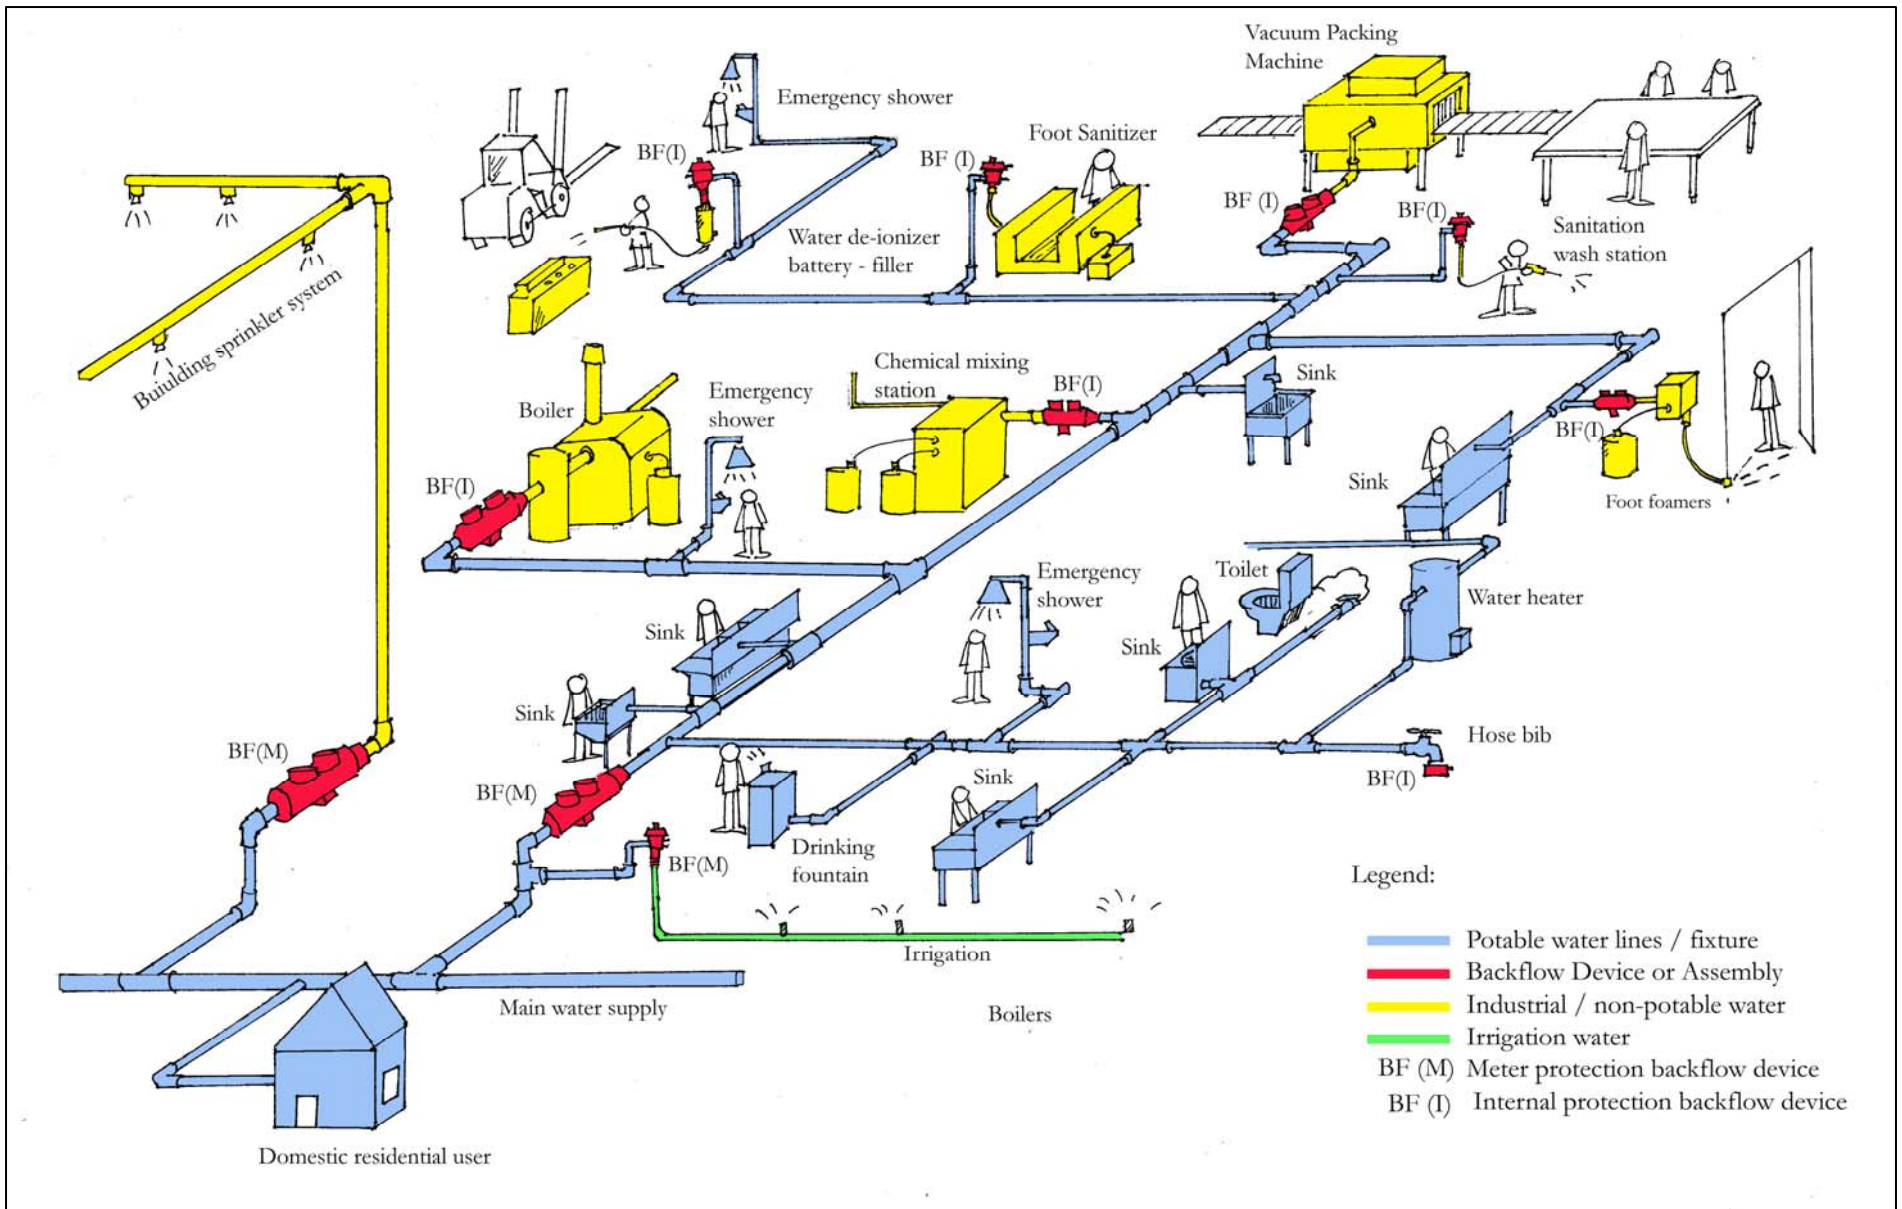 Vacuum Packing
Machine
Emergency shower
Foot Sanitizer
BF(I)
BF (I)
BF (I)
BF(I)
Sanitation
wash station
Water de-ionizer
battery - filler
Buiulding sprinkler system
Chemical mixing
station
BF(I)
Sink
Boiler
Emergency
shower
BF(I)
BF(I)
Sink
Foot foamers
Emergency
shower
Toilet
Water heater
Sink
Sink
Sink
Hose bib
BF(M)
BF(M)
Sink
BF(I)
BF(M)
Drinking
fountain
Irrigation
Main water supply
Boilers
Domestic residential user
Legend:
Potable water lines / fixture
Backflow Device or Assembly
Industrial / non-potable water
Irrigation water
BF (M) Meter protection backflow device
BF (I) Internal protection backflow device